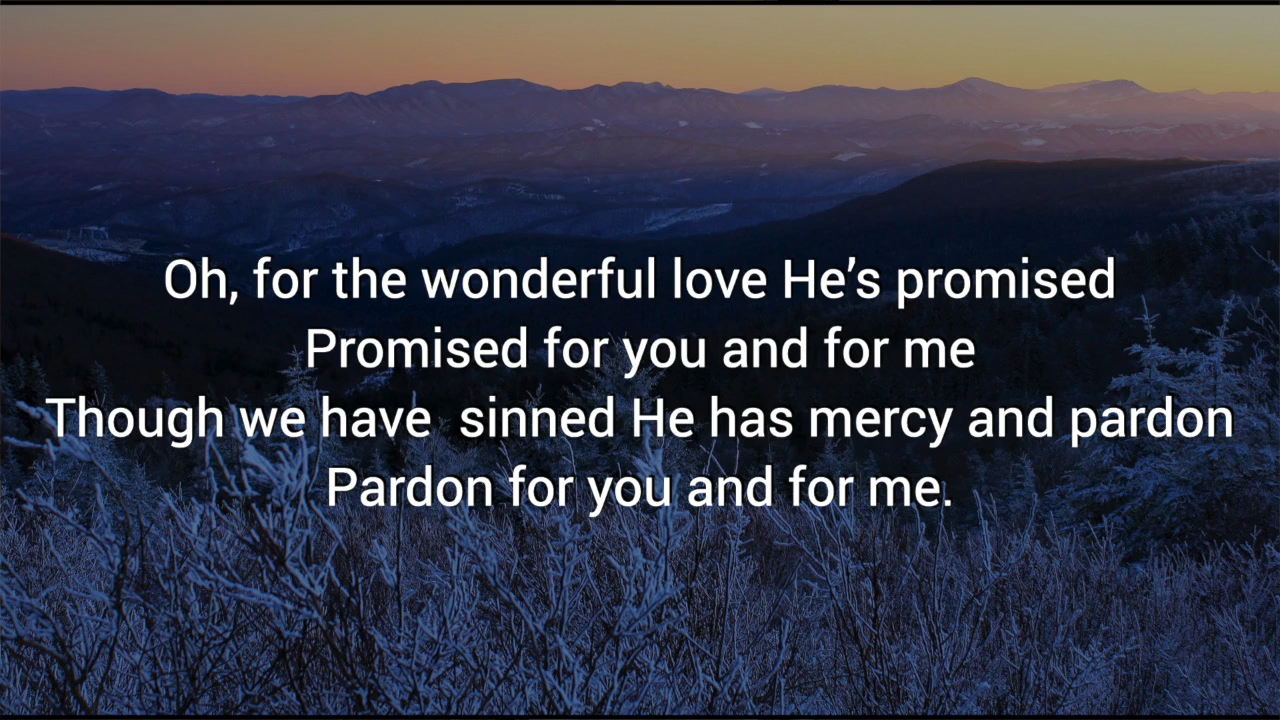 Oh, for the wonderful love He’s promised
Promised for you and for me
Though we have  sinned He has mercy and pardon
Pardon for you and for me.